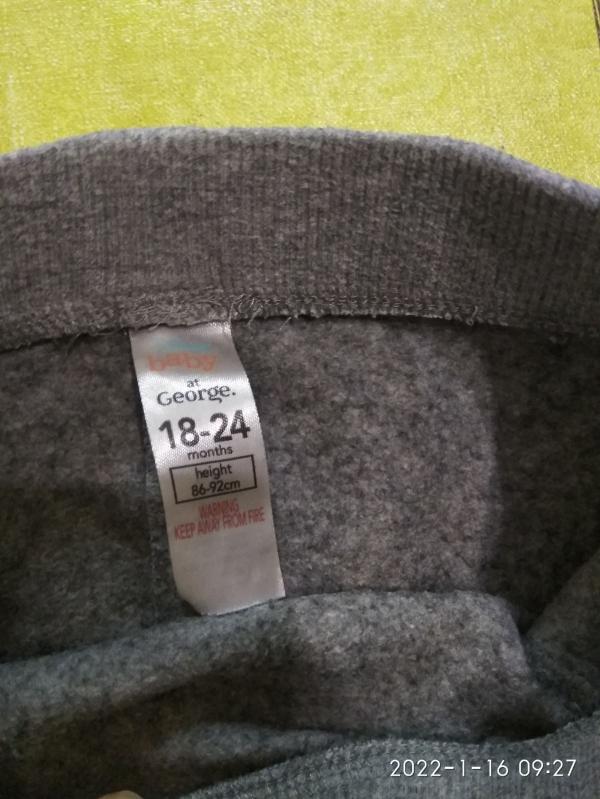 baby
at
George.
18-24
months
height
86-92cm
WARNING
KEEP AWAY FROM FIRE
2022-1-16 09:27